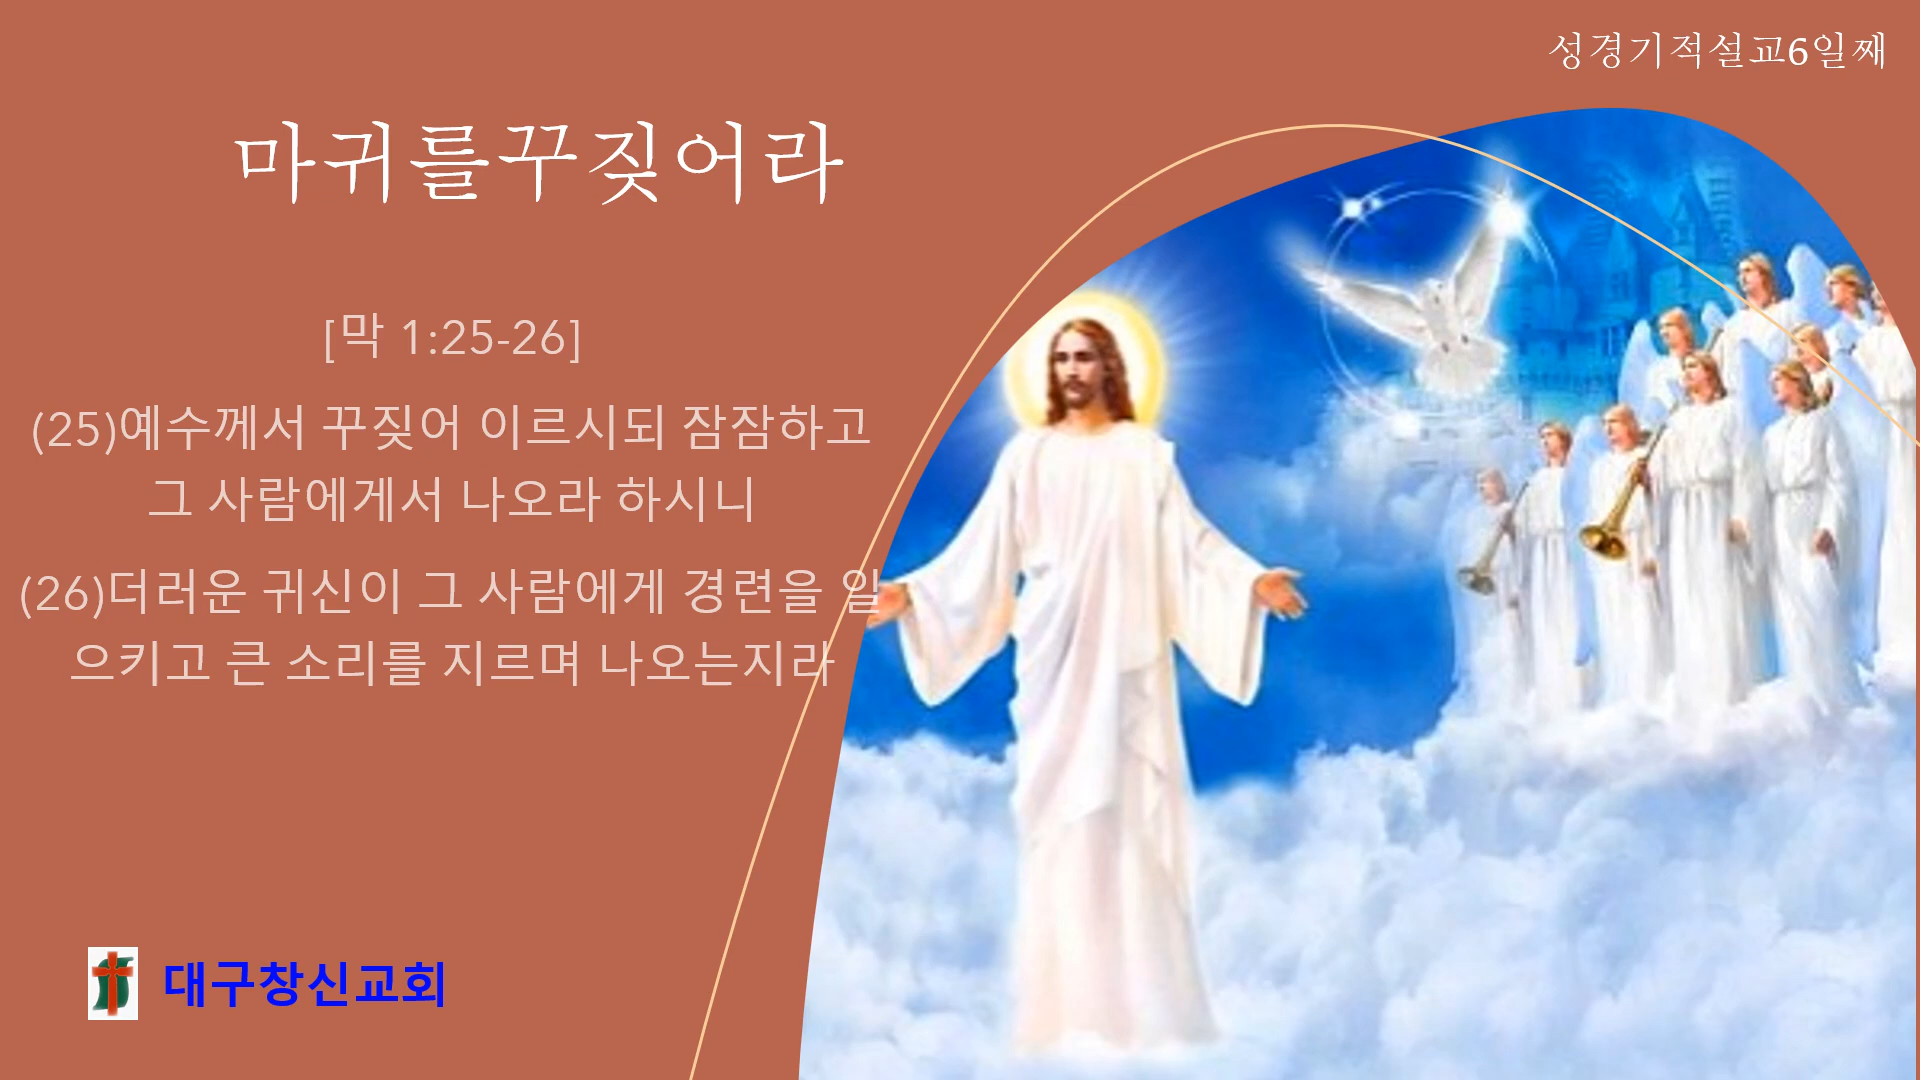 성경기적설교6일째
마귀를꾸짖어라
[막 1:25-26]
(25)예수께서 꾸짖어 이르시되 잠잠하고
그 사람에게서 나오라 하시니
(26)더러운 귀신이 그 사람에게 경련을 일
으키고 큰 소리를 지르며 나오는지라
대구창신교회